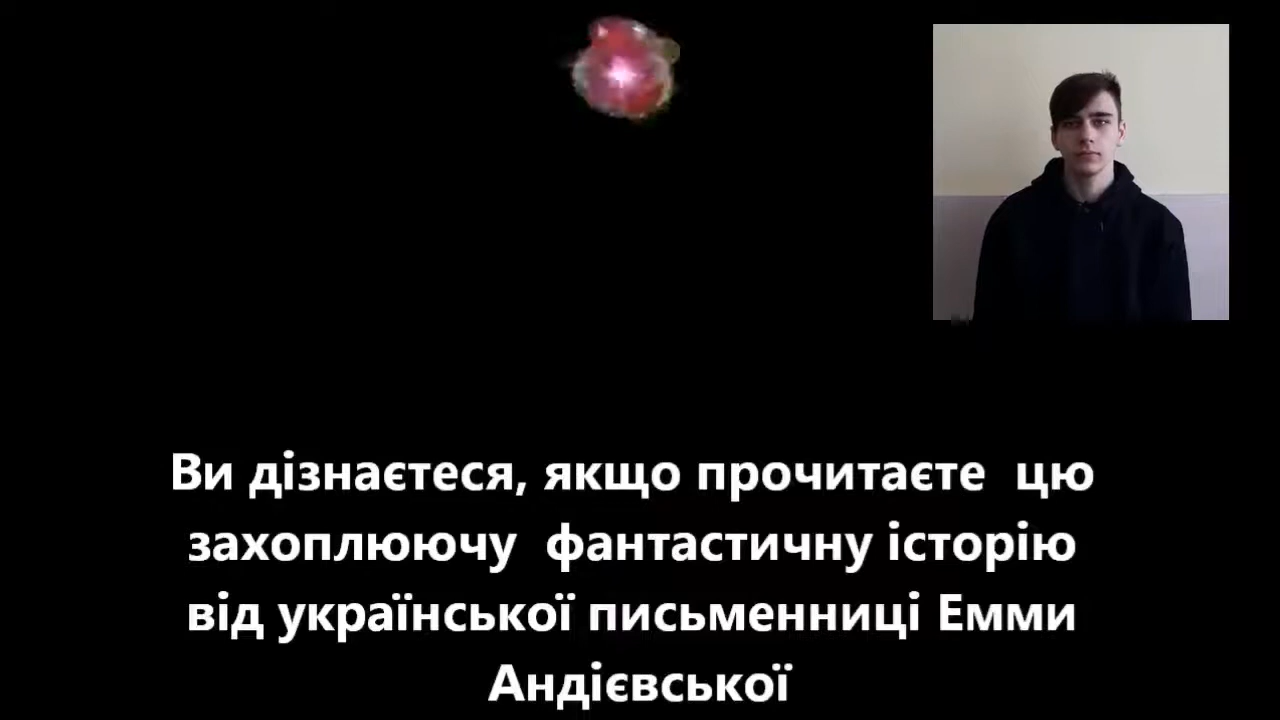 Ви дізнаєтеся, якщо прочитаєте цю
захоплюючу фантастичну історію
від української письменниці Емми
Андієвської